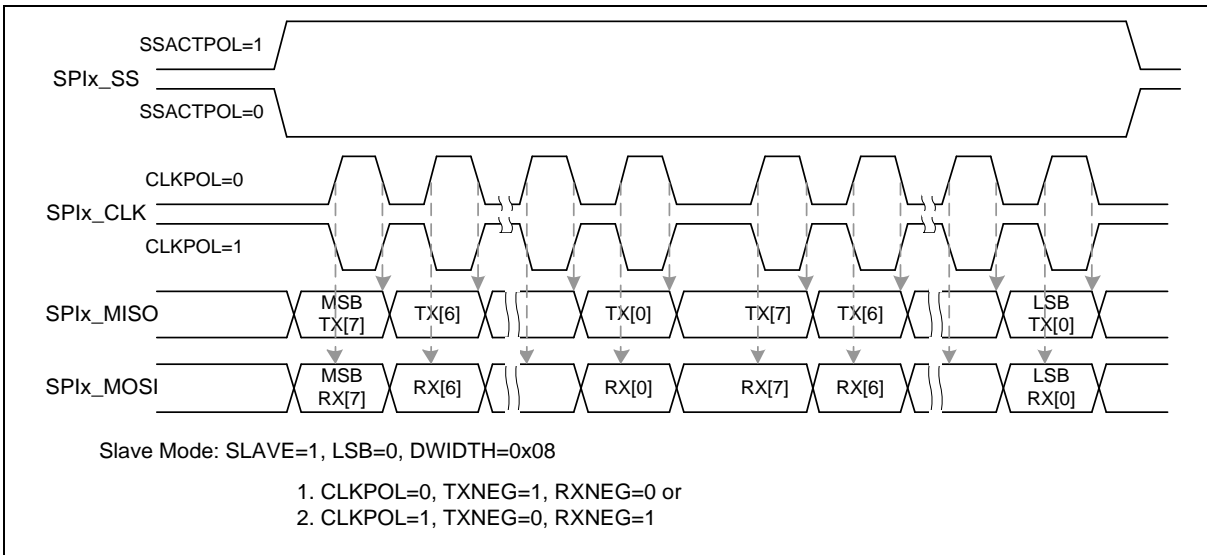 SSACTPOL=1
SPIx_SS
SSACTPOL=0
CLKPOL=0
SPIx_CLK
CLKPOL=1
SPIx_MISO
MSB
TX[7]
TX[6]
TX[0]
TX[7]
TX[6]
LSB
TX[0]
SPIx_MOSI
MSB
RX[7]
RX[6]
RX[0]
RX[7]
RX[6]
LSB
RX[0]
Slave Mode: SLAVE=1, LSB=0, DWIDTH=0x08
1. CLKPOL=0, TXNEG=1, RXNEG=0 or
2. CLKPOL=1, TXNEG=0, RXNEG=1